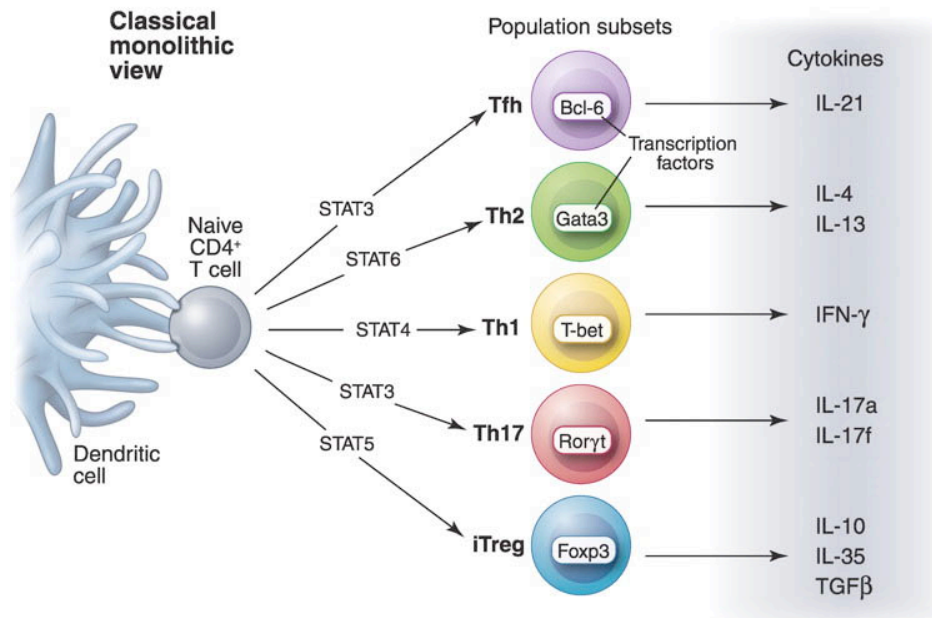 Classical
monolithic
view
Population subsets
Cytokines
Naive
CD4+
T cell
Dendritic
cell
STAT3
STAT6
STAT4
STAT3
STAT5
Tfh
Bcl-6
IL-21
Transcription
factors
Th2
Gata3
IL-4
IL-13
Th1
T-bet
IFN-γ
Th17
Rorγt
IL-17a
IL-17f
iTreg
Foxp3
IL-10
IL-35
TGFβ